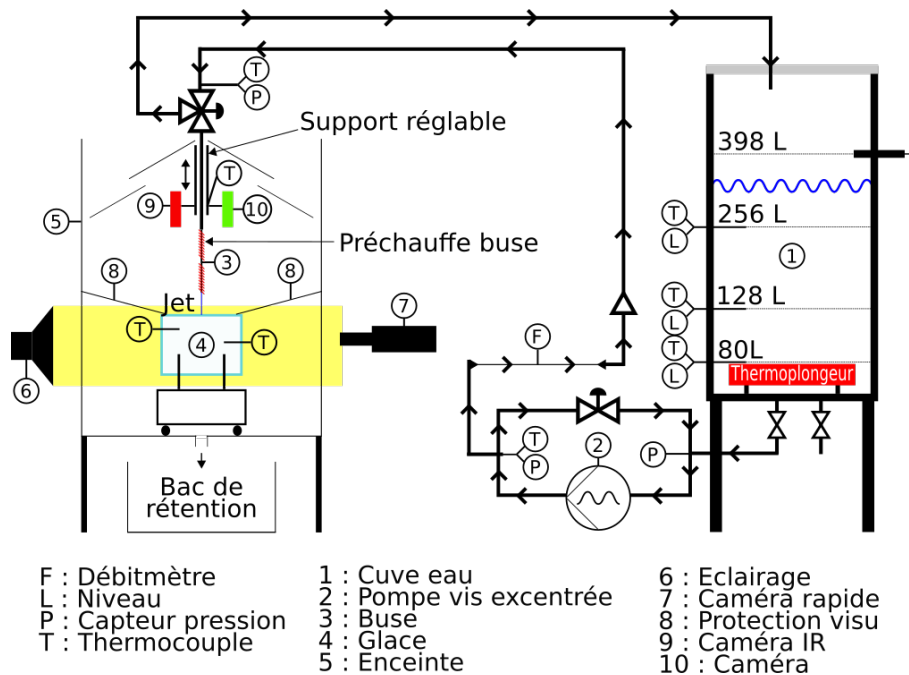 T
P
Support réglable
398 L
T
9
10
5
256 L
T
L
1
Préchauffe buse
3
8
8
Jet
128 L
T
L
7
T
4
T
F
80L
T
L
Thermoplongeur
6
T
P
2
P
Bac de
rétention
F : Débitmètre
L : Niveau
P : Capteur pression
T : Thermocouple
1 : Cuve eau
2 : Pompe vis excentrée
3 : Buse
4 : Glace
5 : Enceinte
6 : Eclairage
7 : Caméra rapide
8 : Protection visu
9 : Caméra IR
10 : Caméra